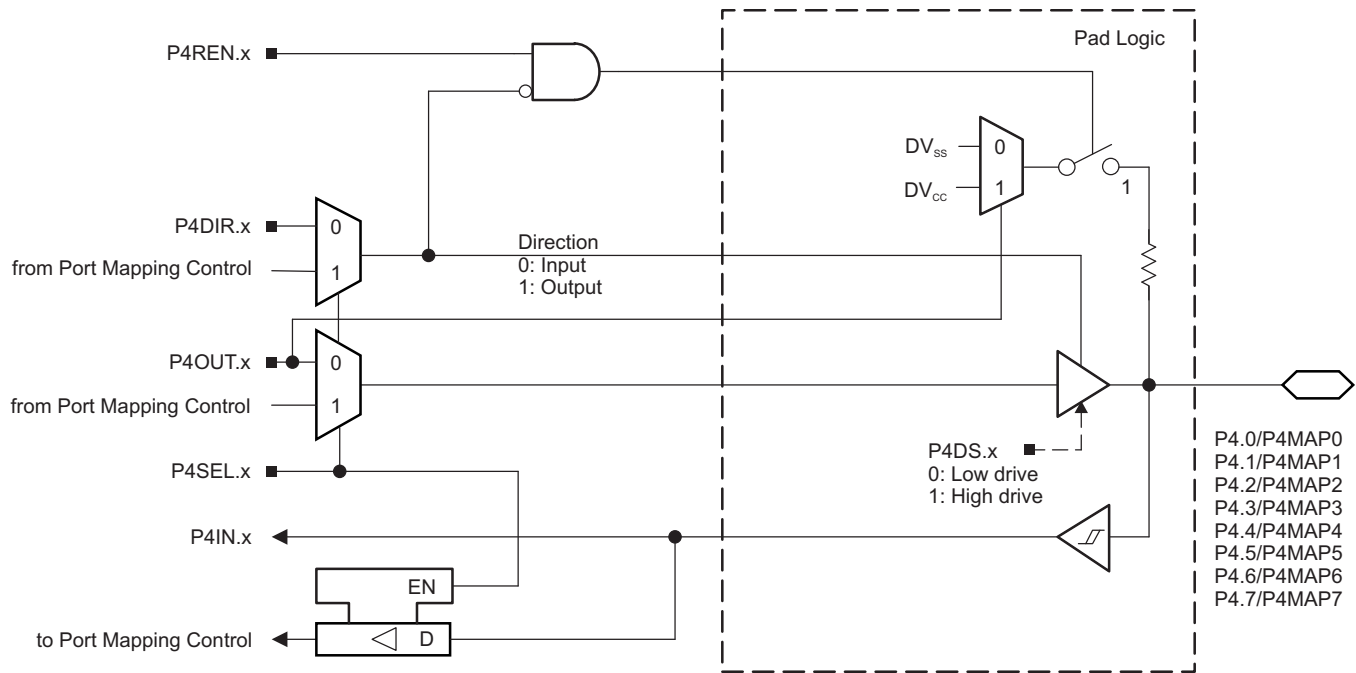 Pad Logic
P4REN.x
DVSS
0
DVCC
1
1
P4DIR.x
0
from Port Mapping Control
1
Direction
0: Input
1: Output
P4OUT.x
0
from Port Mapping Control
1
P4DS.x
0: Low drive
1: High drive
P4SEL.x
P4IN.x
EN
to Port Mapping Control
D
P4.0/P4MAP0
P4.1/P4MAP1
P4.2/P4MAP2
P4.3/P4MAP3
P4.4/P4MAP4
P4.5/P4MAP5
P4.6/P4MAP6
P4.7/P4MAP7